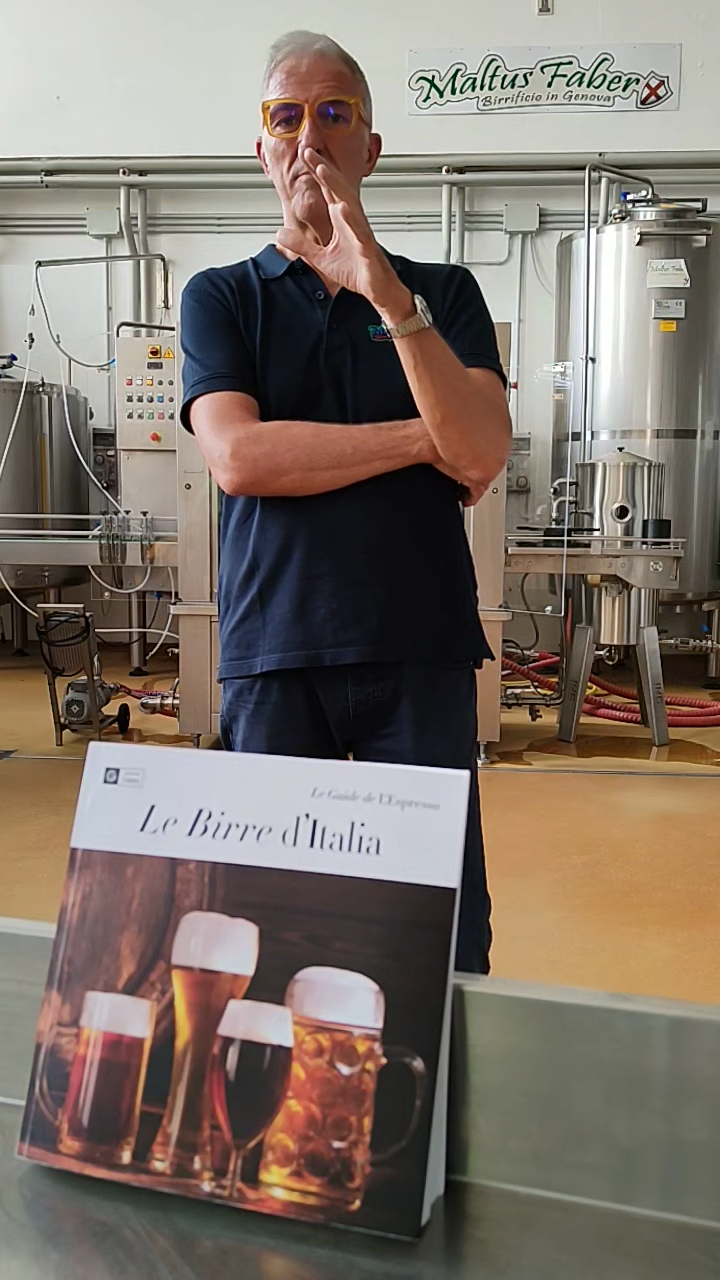 Maltus Faber
Birrificio in Genova
Le Guide de L'Espresso
Le Birre d'Italia